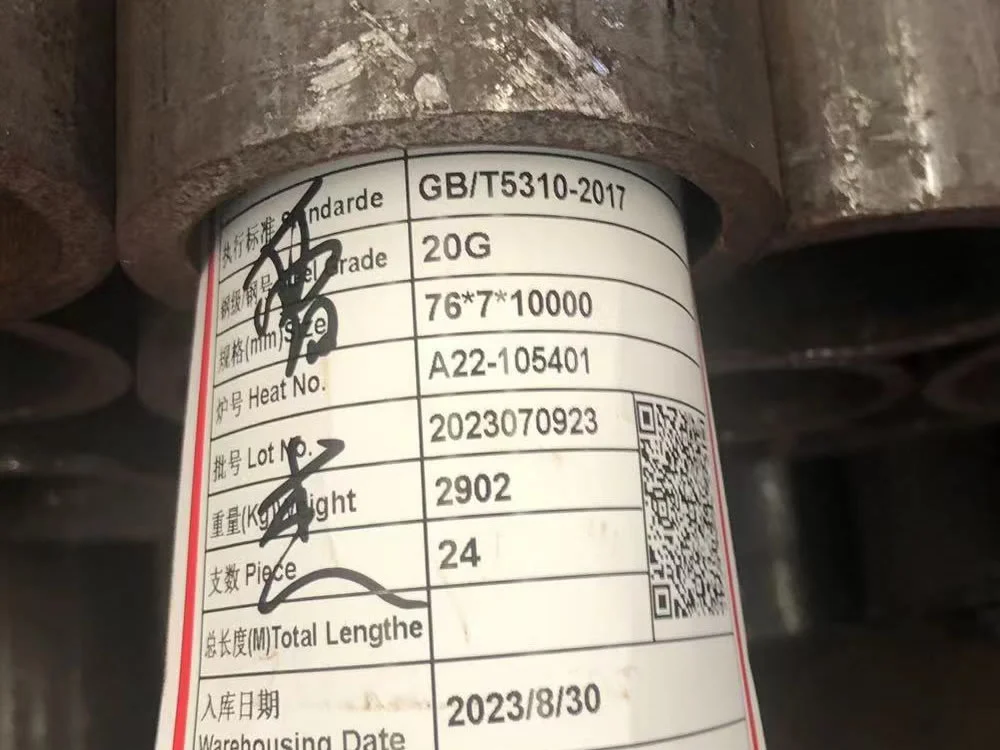 执行标准 Standarde GB/T5310-2017
钢级/钢号 Steel Grade 20G
规格(mm)Size 76*7*10000
炉号 Heat No. A22-105401
批号 Lot No. 2023070923
重量(Kg)Weight 2902
支数 Piece 24
总长度(M)Total Lengthe
入库日期 2023/8/30
Warehousing Date